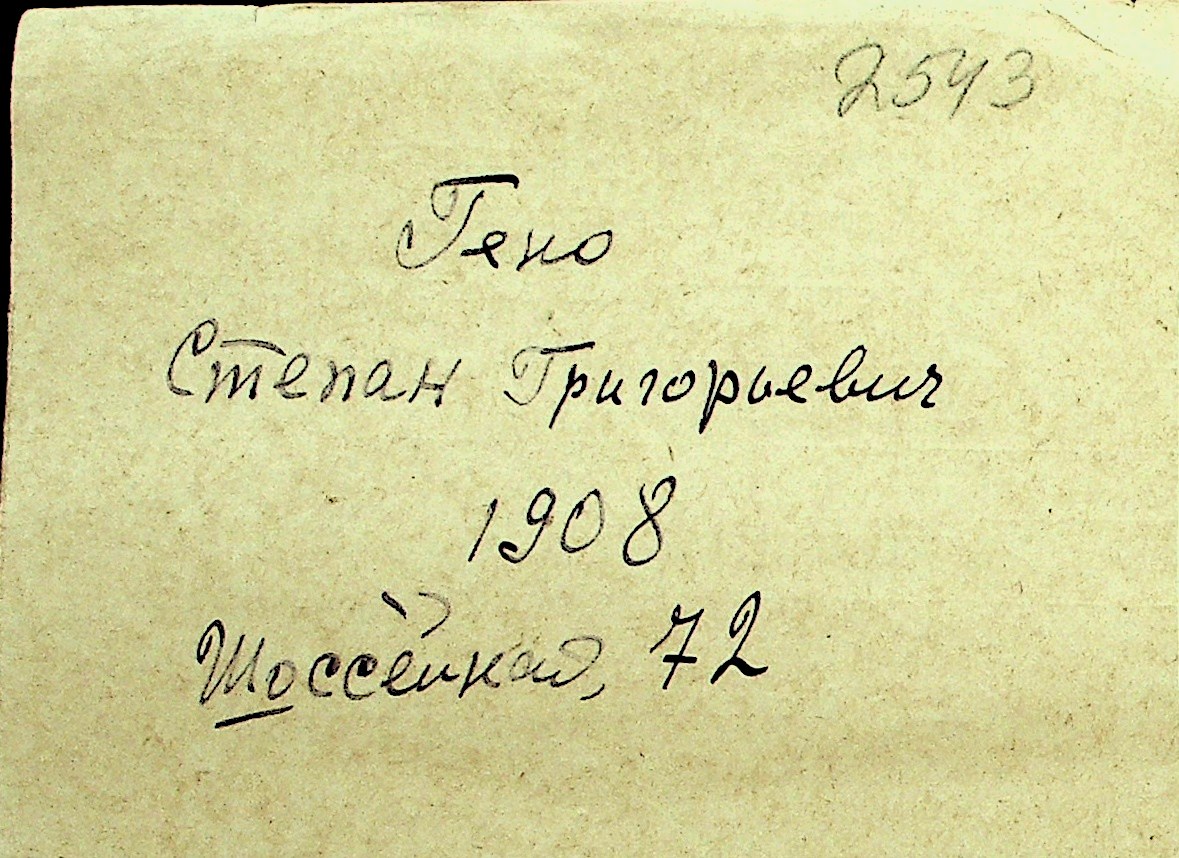 2543
Гено
Степан Григорьевич
1908
Шоссейная, 72